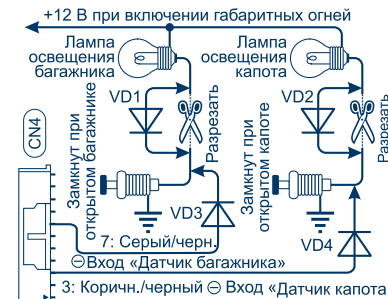 +12 В при включении габаритных огней
Лампа
освещения
багажника
Лампа
освещения
капота
VD1
VD2
CN4
Замкнут при
открытом багажнике
Разрезать
Замкнут при
открытом капоте
Разрезать
VD3
VD4
7: Серый/черн.
⊖Вход «Датчик багажника»
3: Коричн./черный ⊖ Вход «Датчик капота»